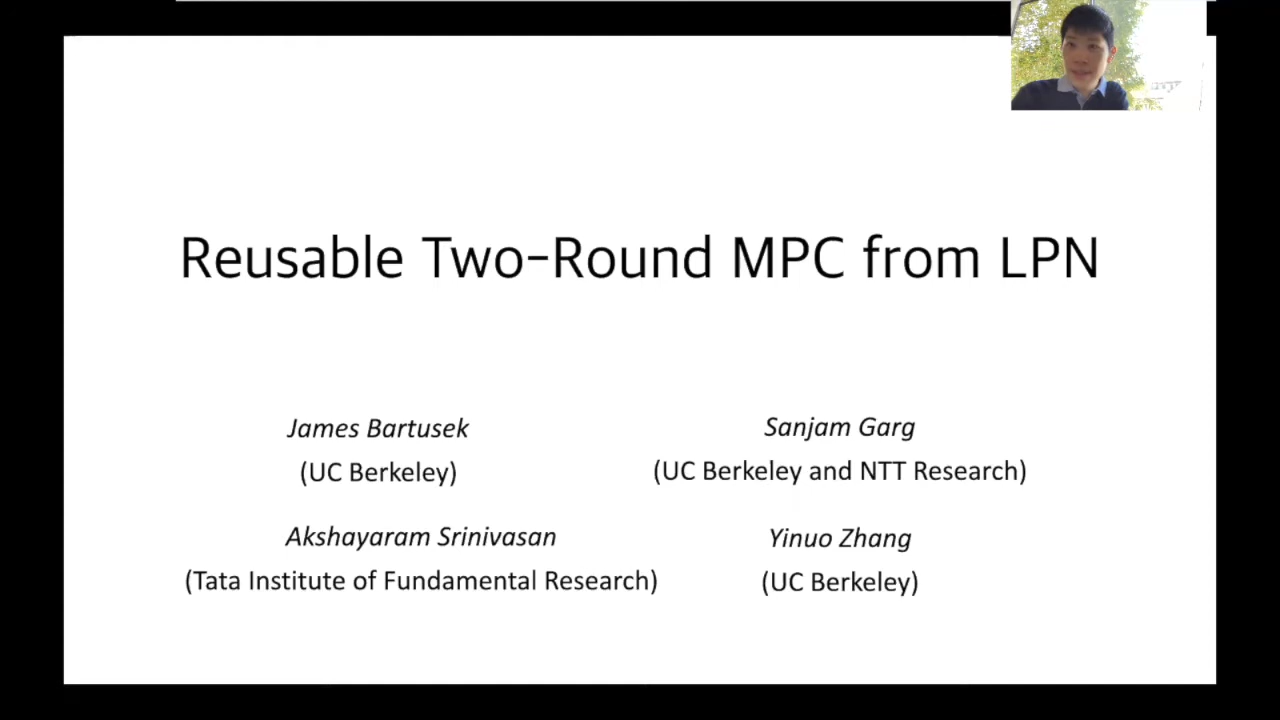 Reusable Two-Round MPC from LPN
James Bartusek
(UC Berkeley)
Sanjam Garg
(UC Berkeley and NTT Research)
Akshayaram Srinivasan
(Tata Institute of Fundamental Research)
Yinuo Zhang
(UC Berkeley)